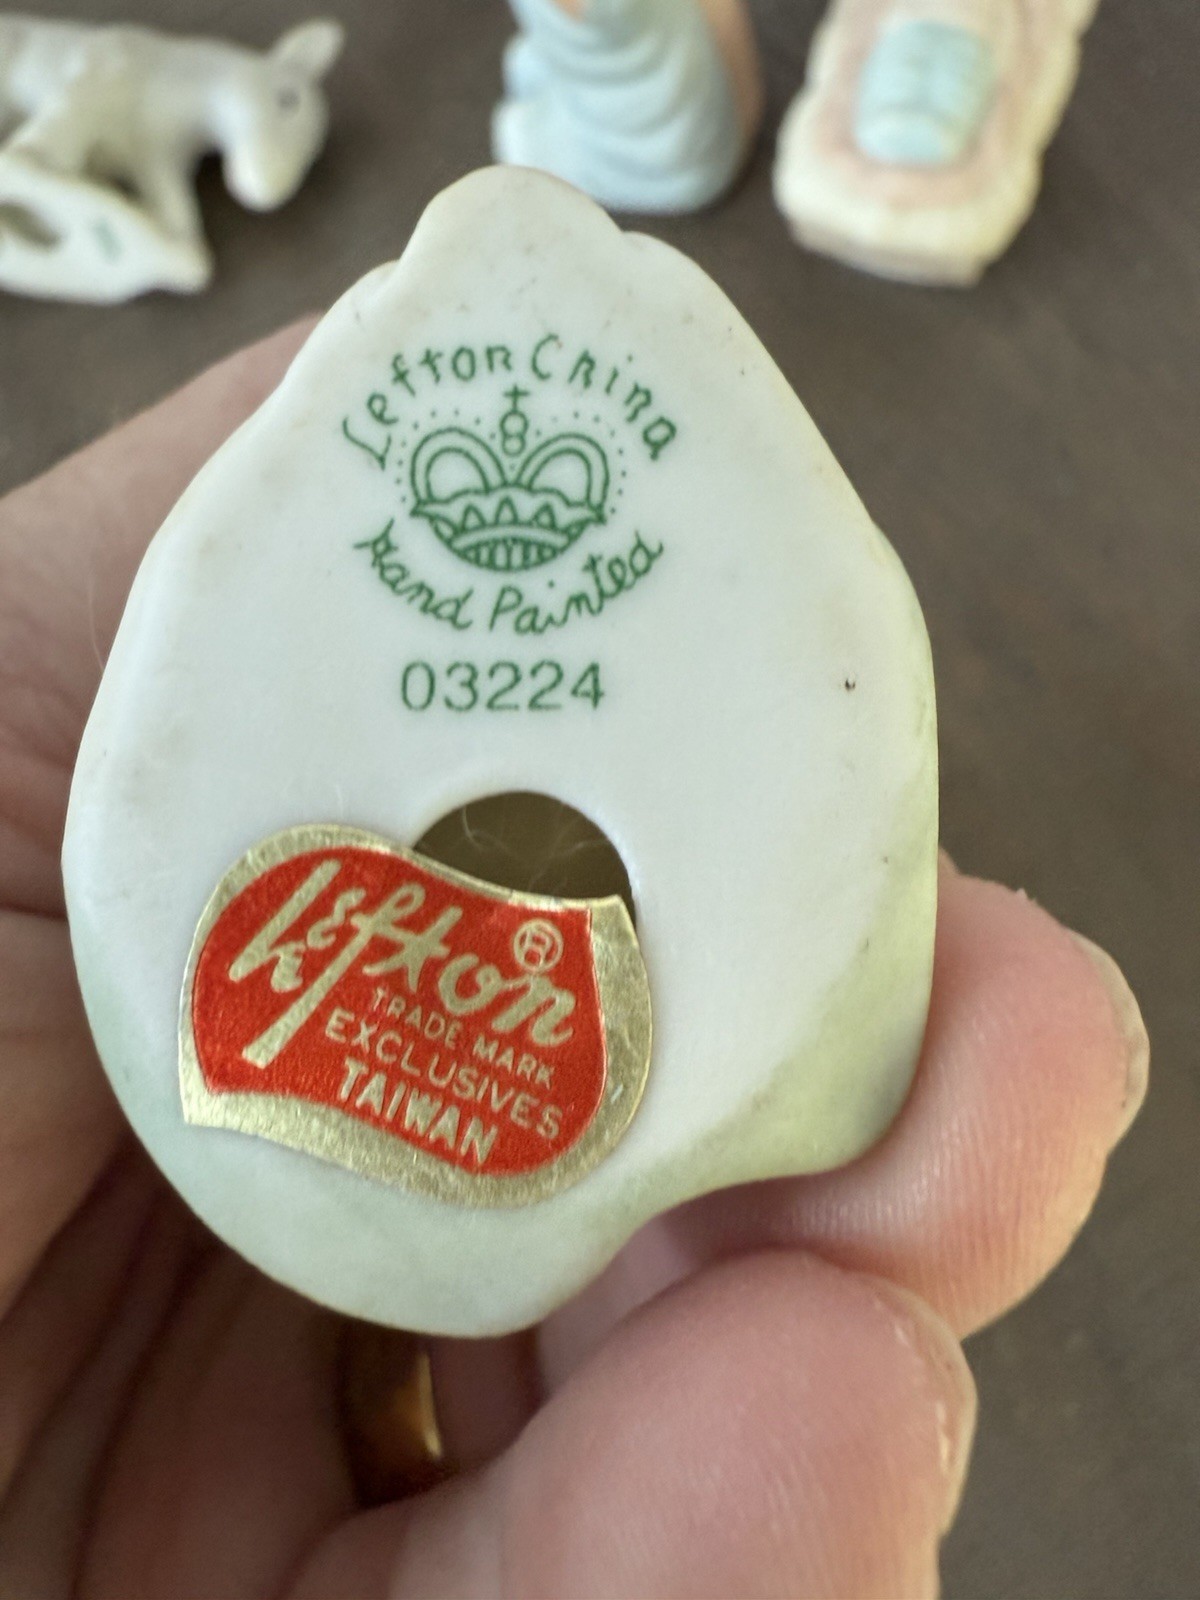 Lefton China
Hand Painted
03224
Lefton ®
TRADE MARK
EXCLUSIVES
TAIWAN